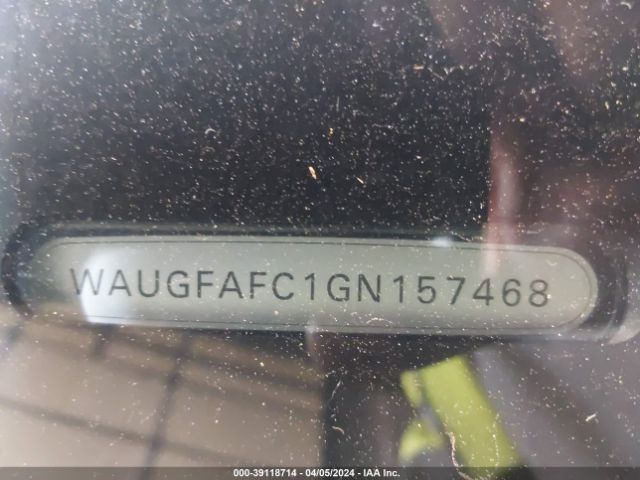 WAUGFAFC1GN157468
000-39118714 - 04/05/2024 - IAA Inc.